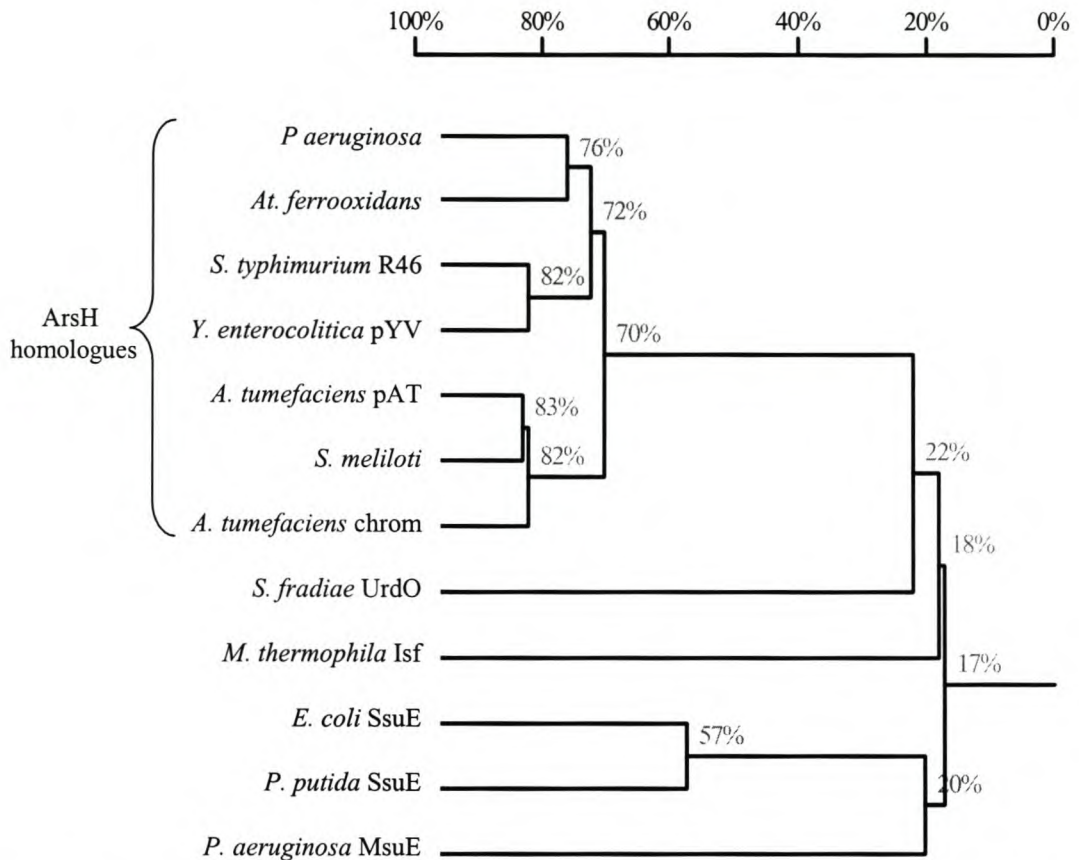 100% 80% 60% 40% 20% 0%
P aeruginosa
76%
At. ferrooxidans
72%
S. typhimurium R46
82%
ArsH
homologues
Y. enterocolitica pYV
70%
A. tumefaciens pAT
83%
S. meliloti
82%
22%
A. tumefaciens chrom
18%
S. fradiae UrdO
M. thermophila Isf
17%
E. coli SsuE
57%
P. putida SsuE
20%
P. aeruginosa MsuE